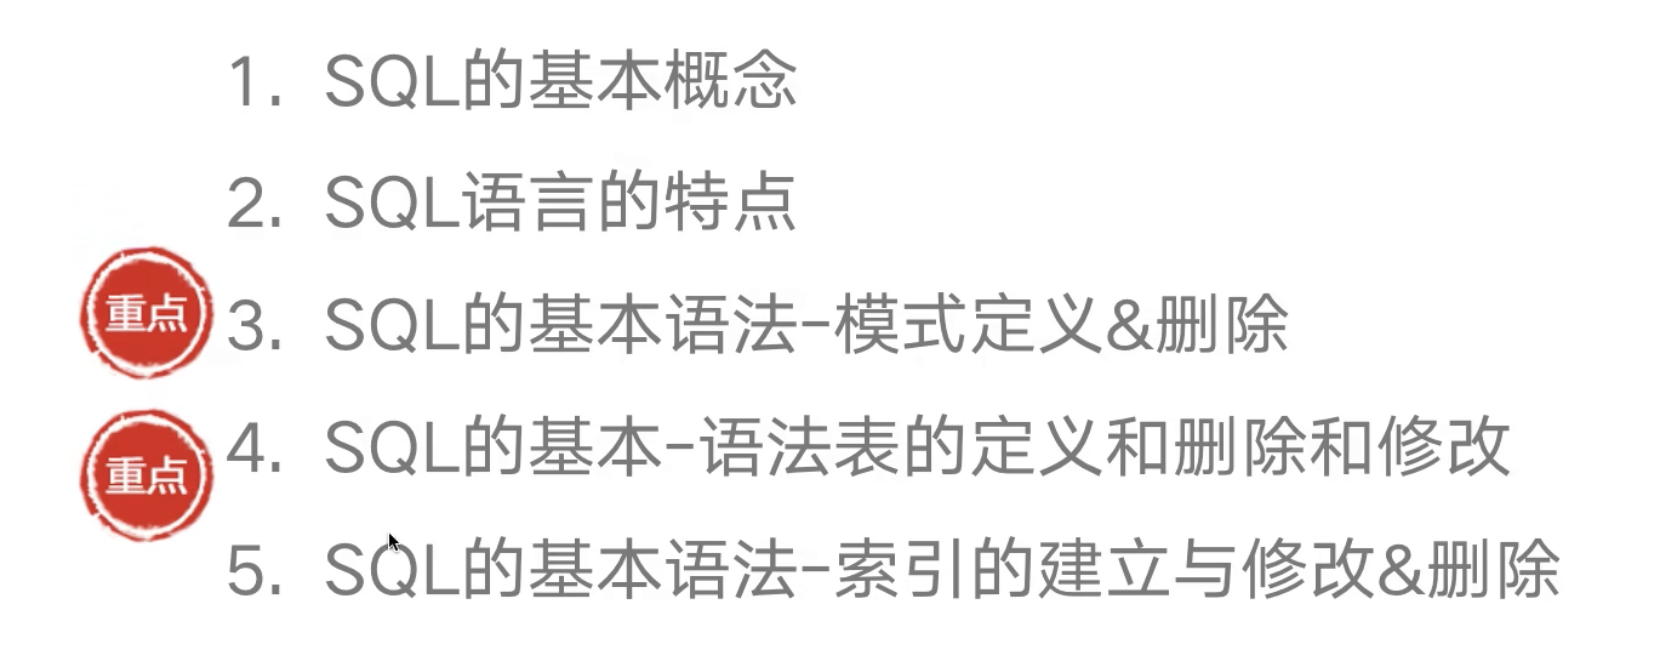 1. SQL的基本概念
2. SQL语言的特点
重点 3. SQL的基本语法-模式定义&删除
重点 4. SQL的基本-语法表的定义和删除和修改
5. SQL的基本语法-索引的建立与修改&删除